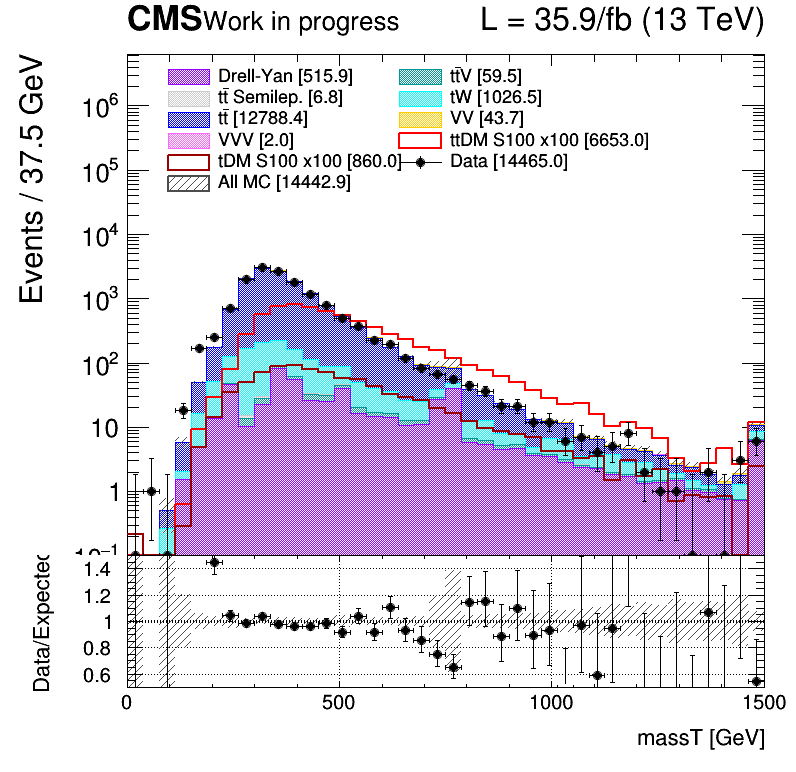 CMS Work in progress L = 35.9/fb (13 TeV)
Events / 37.5 GeV
Drell-Yan [515.9] tt̄V [59.5]
tt̄ Semilep. [6.8] tW [1026.5]
tt̄ [12788.4] VV [43.7]
VVV [2.0] ttDM S100 x100 [6653.0]
tDM S100 x100 [860.0] Data [14465.0]
All MC [14442.9]
10⁶
10⁵
10⁴
10³
10²
10
1
10⁻¹
Data/Expected
1.4
1.2
1
0.8
0.6
0 500 1000 1500
massT [GeV]